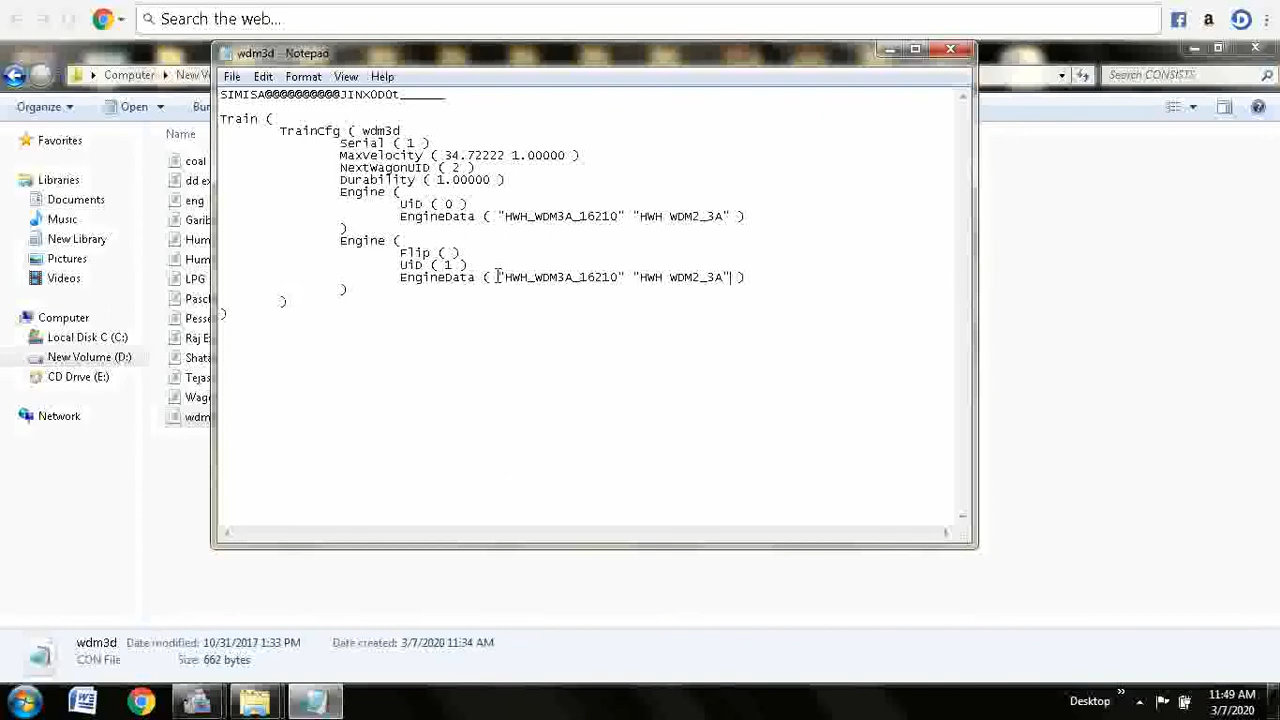 Search the web...
wdm3d - Notepad
Computer
New V
Search CONSISTS
File Edit Format View Help
Organize
Open
Bur
SIMISA@@@@@@@@@@JINX0D0t______
Train (
TrainCfg ( wdm3d
Serial ( 1 )
MaxVelocity ( 34.72222 1.00000 )
NextWagonUID ( 2 )
Durability ( 1.00000 )
Engine (
UiD ( 0 )
EngineData ( "HWH_WDM3A_16210" "HWH WDM2_3A" )
)
Engine (
Flip ( )
UiD ( 1 )
EngineData ( "HWH_WDM3A_16210" "HWH WDM2_3A" )
)
)
)
Favorites
Libraries
Documents
Music
New Library
Pictures
Videos
Computer
Local Disk C (C:)
New Volume (D:)
CD Drive (E:)
Network
Name
coal
dd ex
eng
Garib
Hum
Hum
LPG
Pasc
Pesse
Raj E
Shata
Tejas
Wage
wdm
wdm3d Date modified: 10/31/2017 1:33 PM Date created: 3/7/2020 11:34 AM
CON File Size: 662 bytes
Desktop
11:49 AM
3/7/2020